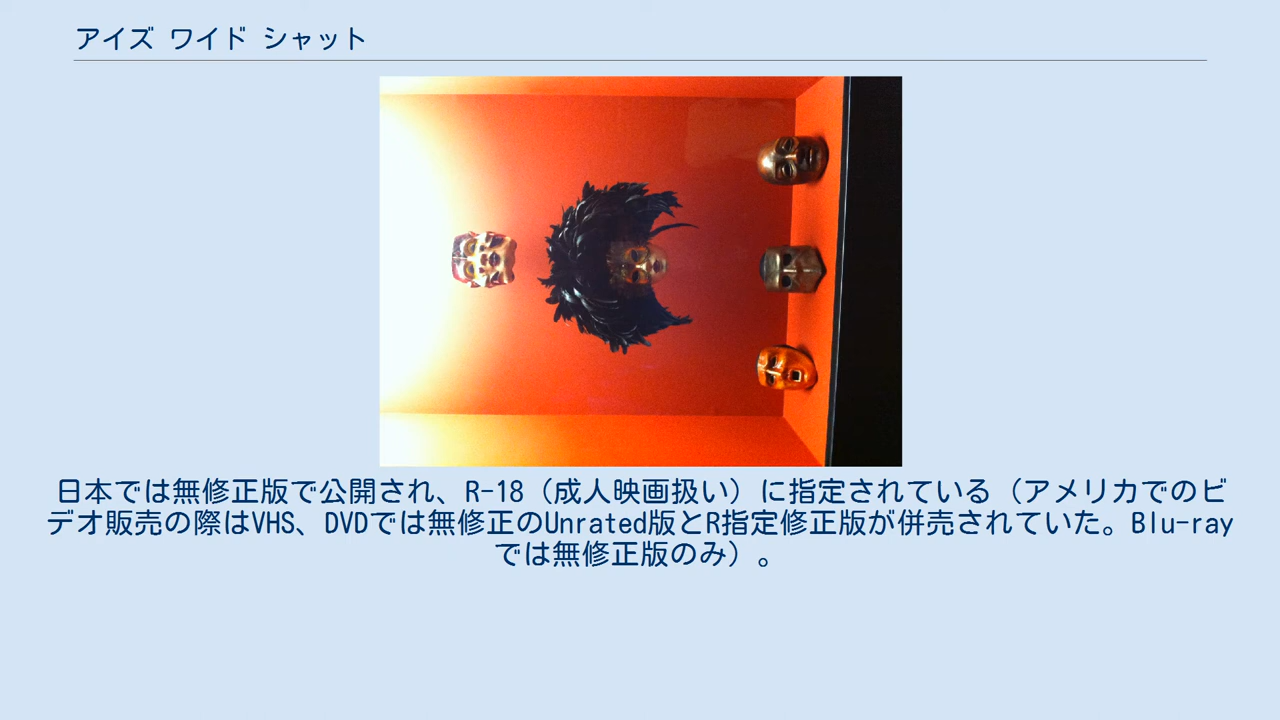 アイズ ワイド シャット
日本では無修正版で公開され、R-18（成人映画扱い）に指定されている（アメリカでのビ
デオ販売の際はVHS、DVDでは無修正のUnrated版とR指定修正版が併売されていた。Blu-ray
では無修正版のみ）。